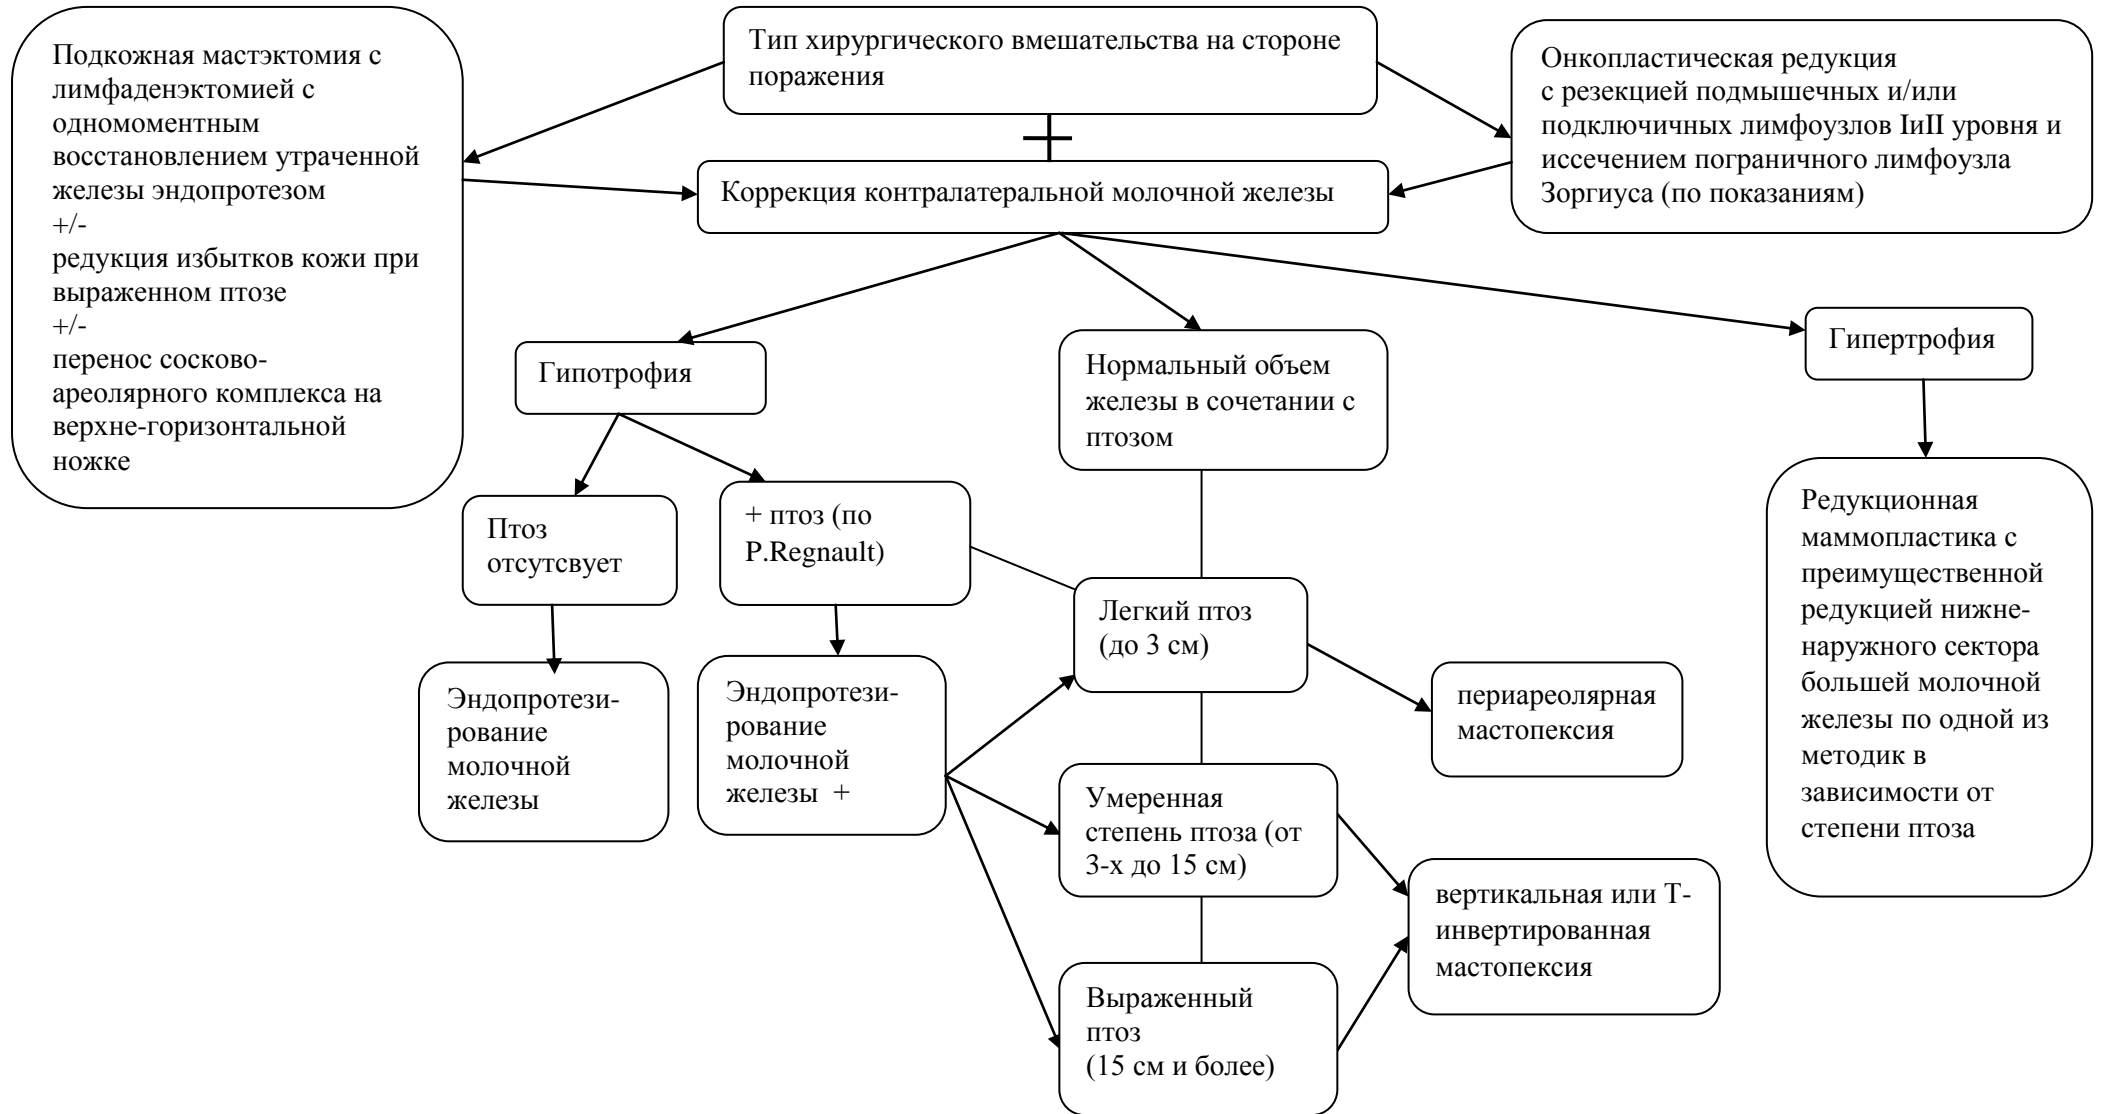 Подкожная мастэктомия с
лимфаденэктомией с
одномоментным
восстановлением утраченной
железы эндопротезом
+/-
редукция избытков кожи при
выраженном птозе
+/-
перенос сосково-
ареолярного комплекса на
верхне-горизонтальной
ножке
Тип хирургического вмешательства на стороне
поражения
Онкопластическая редукция
с резекцией подмышечных и/или
подключичных лимфоузлов IиII уровня и
иссечением пограничного лимфоузла
Зоргиуса (по показаниям)
Коррекция контралатеральной молочной железы
Гипотрофия
Нормальный объем
железы в сочетании с
птозом
Гипертрофия
Птоз
отсутсвует
+ птоз (по
P.Regnault)
Легкий птоз
(до 3 см)
Эндопротези-
рование
молочной
железы
Эндопротези-
рование
молочной
железы +
периареолярная
мастопексия
Умеренная
степень птоза (от
3-х до 15 см)
вертикальная или Т-
инвертированная
мастопексия
Выраженный
птоз
(15 см и более)
Редукционная
маммопластика с
преимущественной
редукцией нижне-
наружного сектора
большей молочной
железы по одной из
методик в
зависимости от
степени птоза